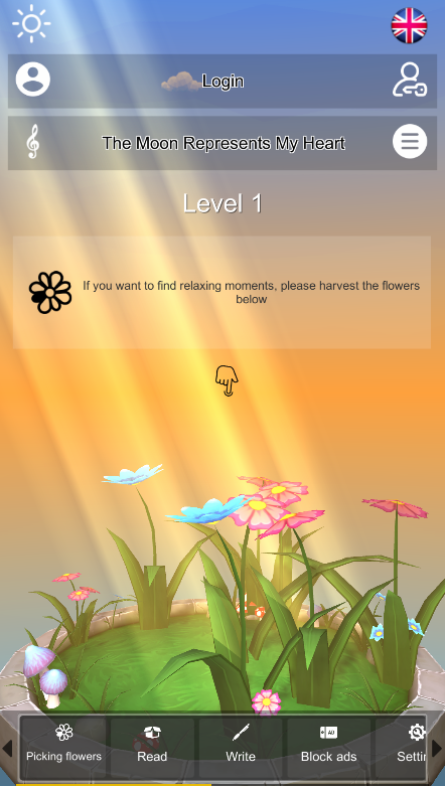 Login
The Moon Represents My Heart
Level 1
If you want to find relaxing moments, please harvest the flowers
below
Picking flowers
Read
Write
AD
Block ads
Settin